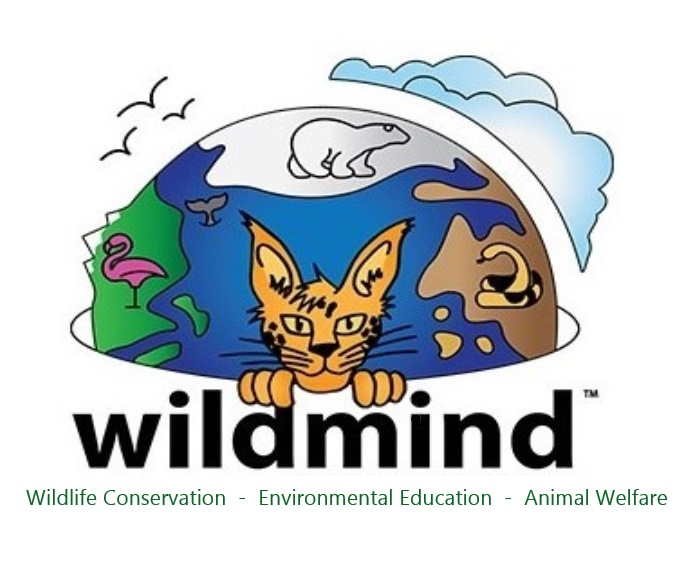 wildmind™
Wildlife Conservation - Environmental Education - Animal Welfare